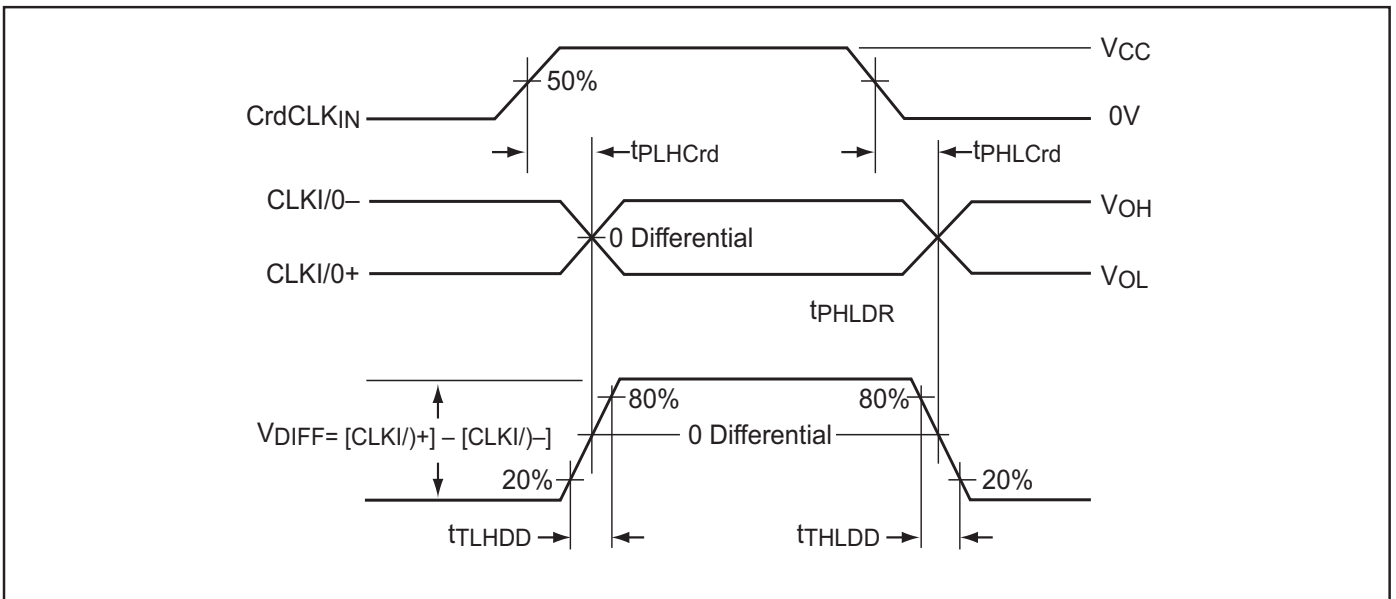 VCC
50%
CrdCLKIN
0V
tPLHCrd
tPHLCrd
CLKI/0–
VOH
0 Differential
CLKI/0+
VOL
tPHLDR
80%
80%
VDIFF= [CLKI/)+] – [CLKI/)–]
0 Differential
20%
20%
tTLHDD
tTHLDD